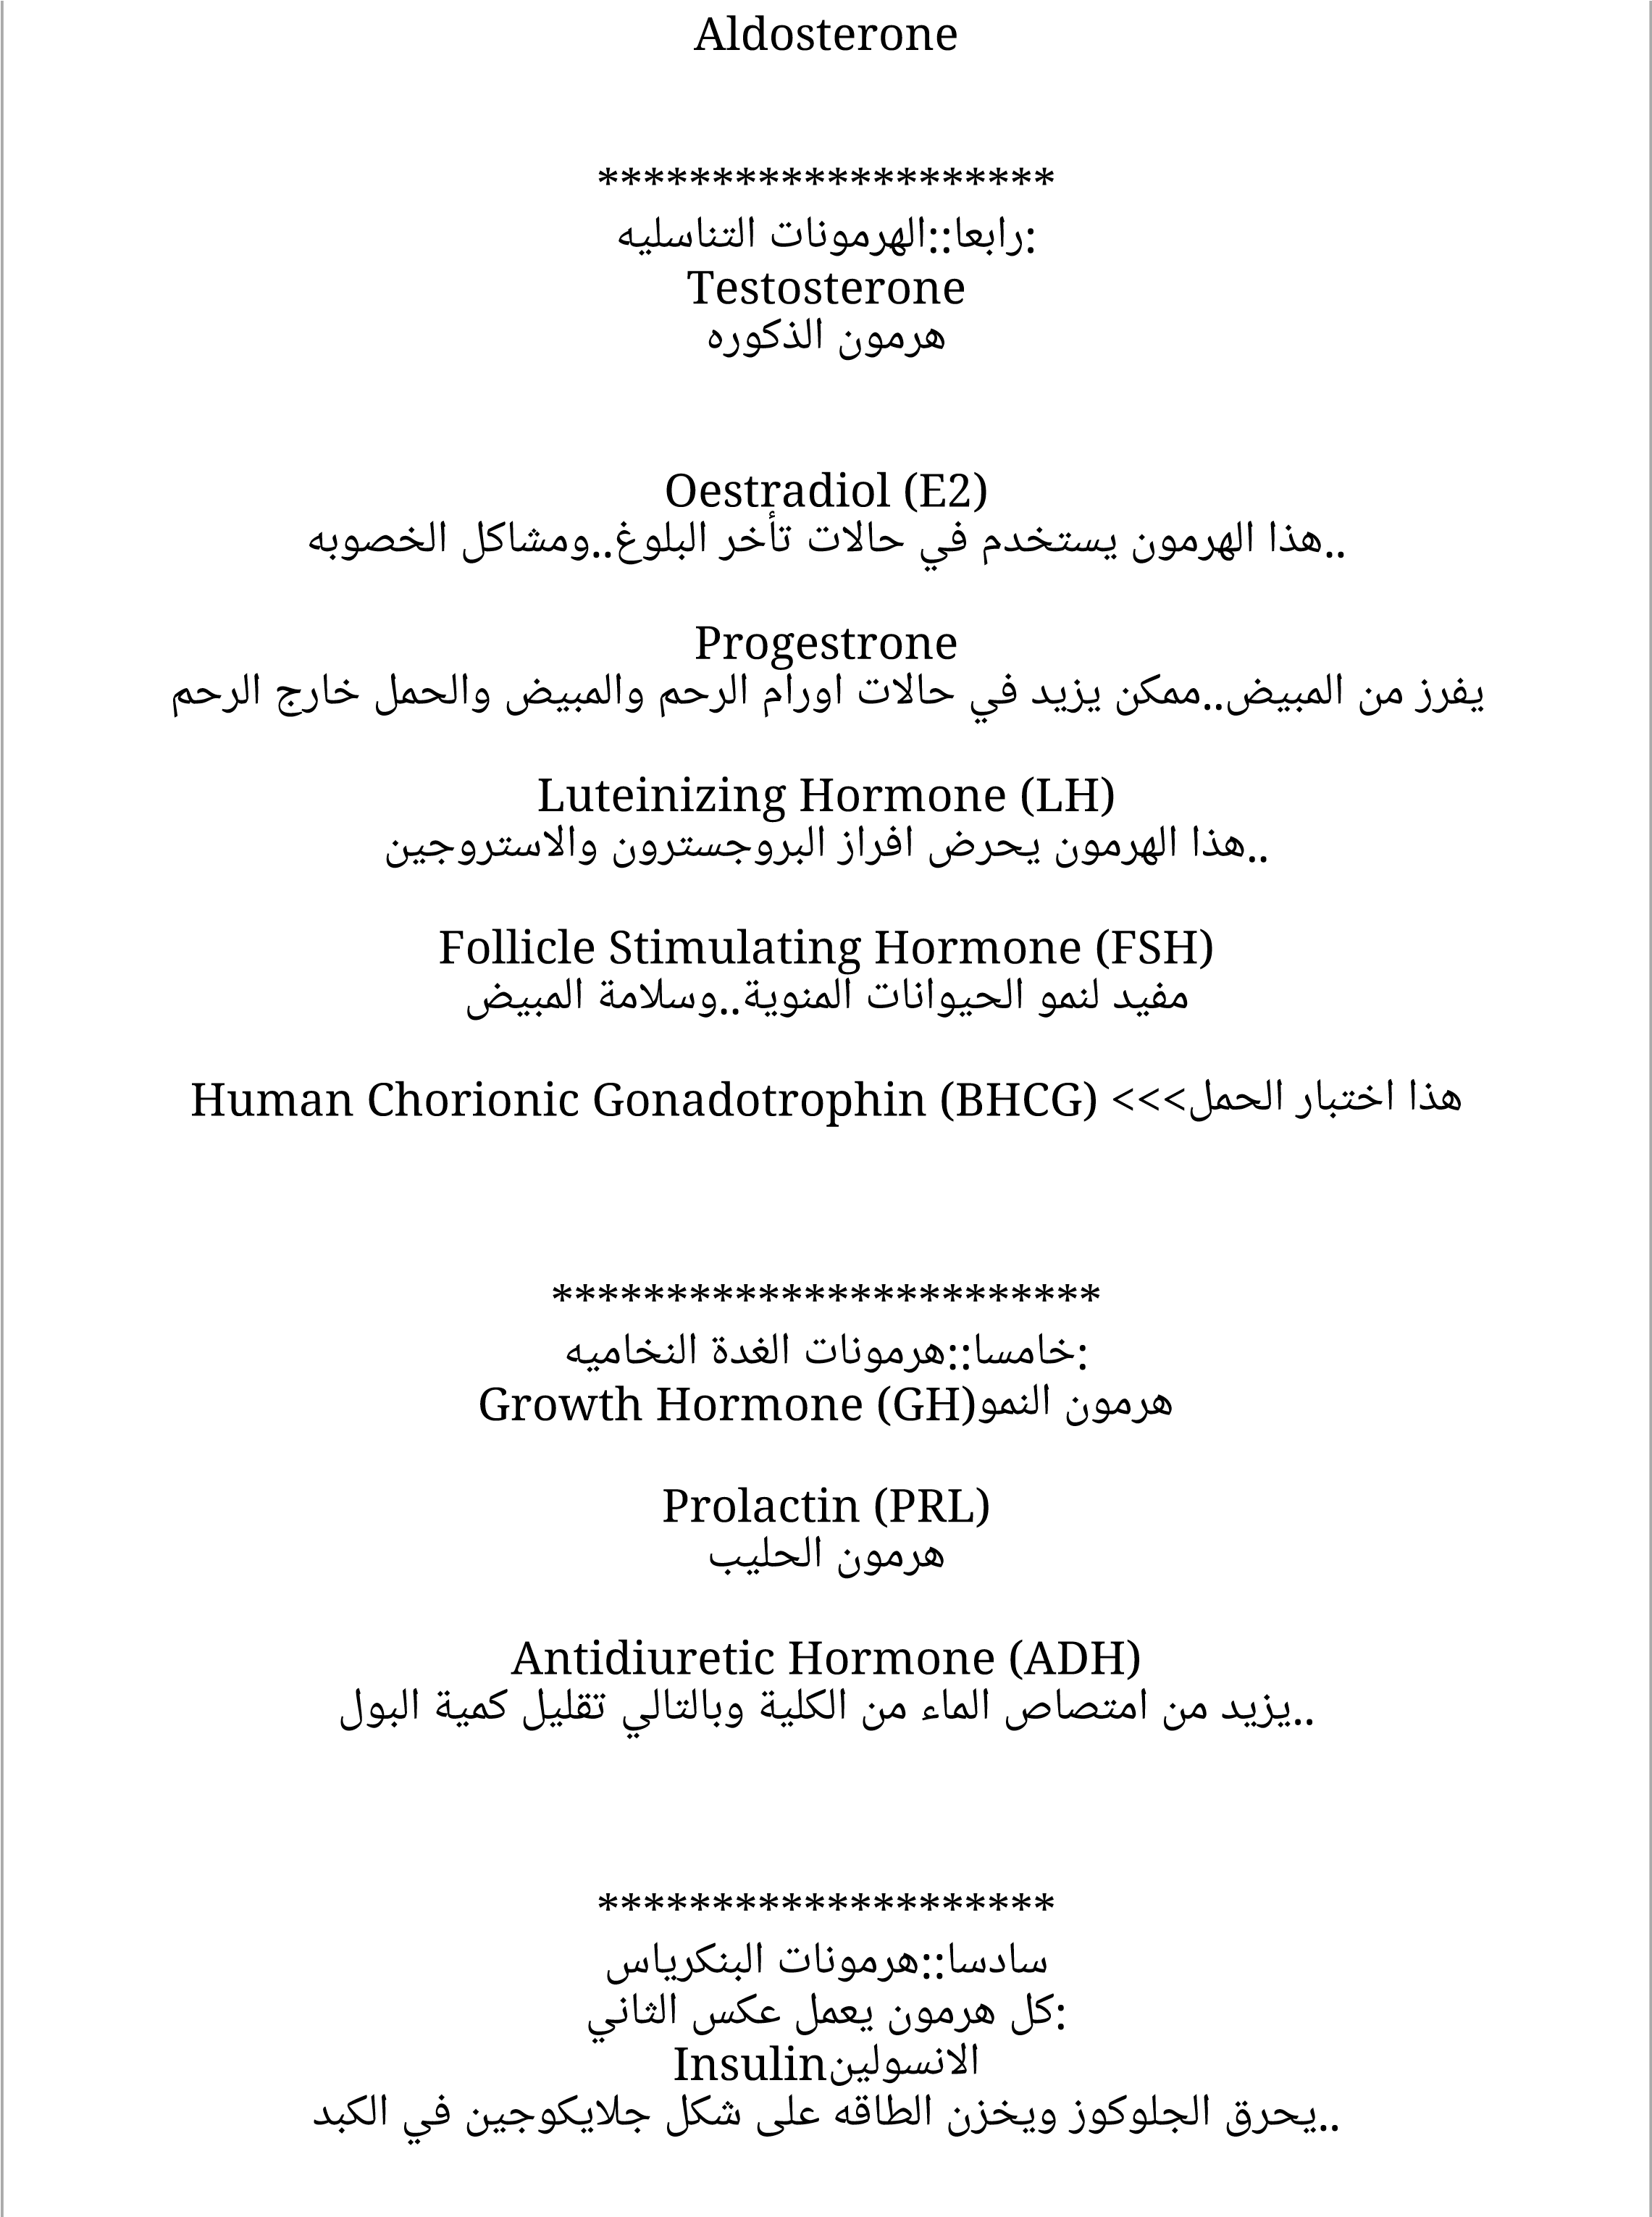 Aldosterone
********************
رابعا::الهرمونات التناسليه:
Testosterone
هرمون الذكوره
Oestradiol (E2)
هذا الهرمون يستخدم في حالات تأخر البلوغ..ومشاكل الخصوبه..
Progestrone
يفرز من المبيض..ممكن يزيد في حالات اورام الرحم والمبيض والحمل خارج الرحم
Luteinizing Hormone (LH)
هذا الهرمون يحرض افراز البروجسترون والاستروجين..
Follicle Stimulating Hormone (FSH)
مفيد لنمو الحيوانات المنوية..وسلامة المبيض
Human Chorionic Gonadotrophin (BHCG) <<<هذا اختبار الحمل
************************
خامسا::هرمونات الغدة النخاميه:
Growth Hormone (GH)هرمون النمو
Prolactin (PRL)
هرمون الحليب
Antidiuretic Hormone (ADH)
يزيد من امتصاص الماء من الكلية وبالتالي تقليل كمية البول..
********************
سادسا::هرمونات البنكرياس
كل هرمون يعمل عكس الثاني:
Insulinالانسولين
يحرق الجلوكوز ويخزن الطاقه على شكل جلايكوجين في الكبد..